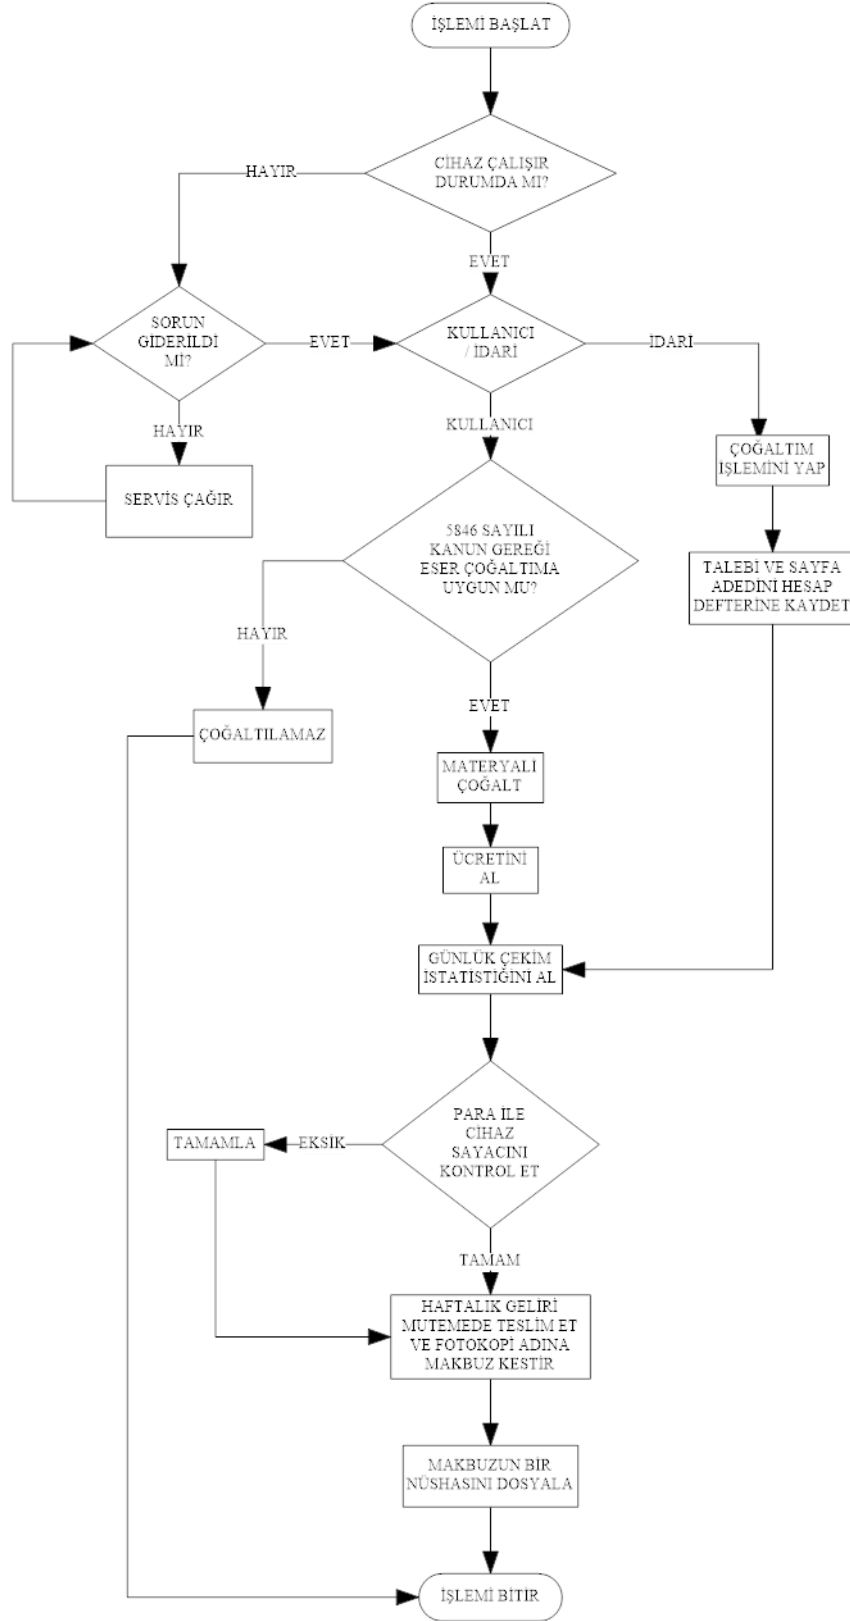 İŞLEMİ BAŞLAT
CİHAZ ÇALIŞIR
DURUMDA MI?
HAYIR
EVET
SORUN
GİDERİLDİ
Mİ?
EVET
KULLANICI
/ İDARİ
İDARİ
HAYIR
KULLANICI
SERVİS ÇAĞIR
ÇOĞALTIM
İŞLEMİNİ YAP
5846 SAYILI
KANUN GEREĞİ
ESER ÇOĞALTIMA
UYGUN MU?
TALEBİ VE SAYFA
ADEDİNİ HESAP
DEFTERİNE KAYDET
HAYIR
EVET
ÇOĞALTILAMAZ
MATERYALİ
ÇOĞALT
ÜCRETİNİ
AL
GÜNLÜK ÇEKİM
İSTATİSTİĞİNİ AL
PARA İLE
CİHAZ
SAYACINI
KONTROL ET
EKSİK
TAMAMLA
TAMAM
HAFTALIK GELİRİ
MUTEMEDE TESLİM ET
VE FOTOKOPİ ADINA
MAKBUZ KESTİR
MAKBUZUN BİR
NÜSHASINI DOSYALA
İŞLEMİ BİTİR